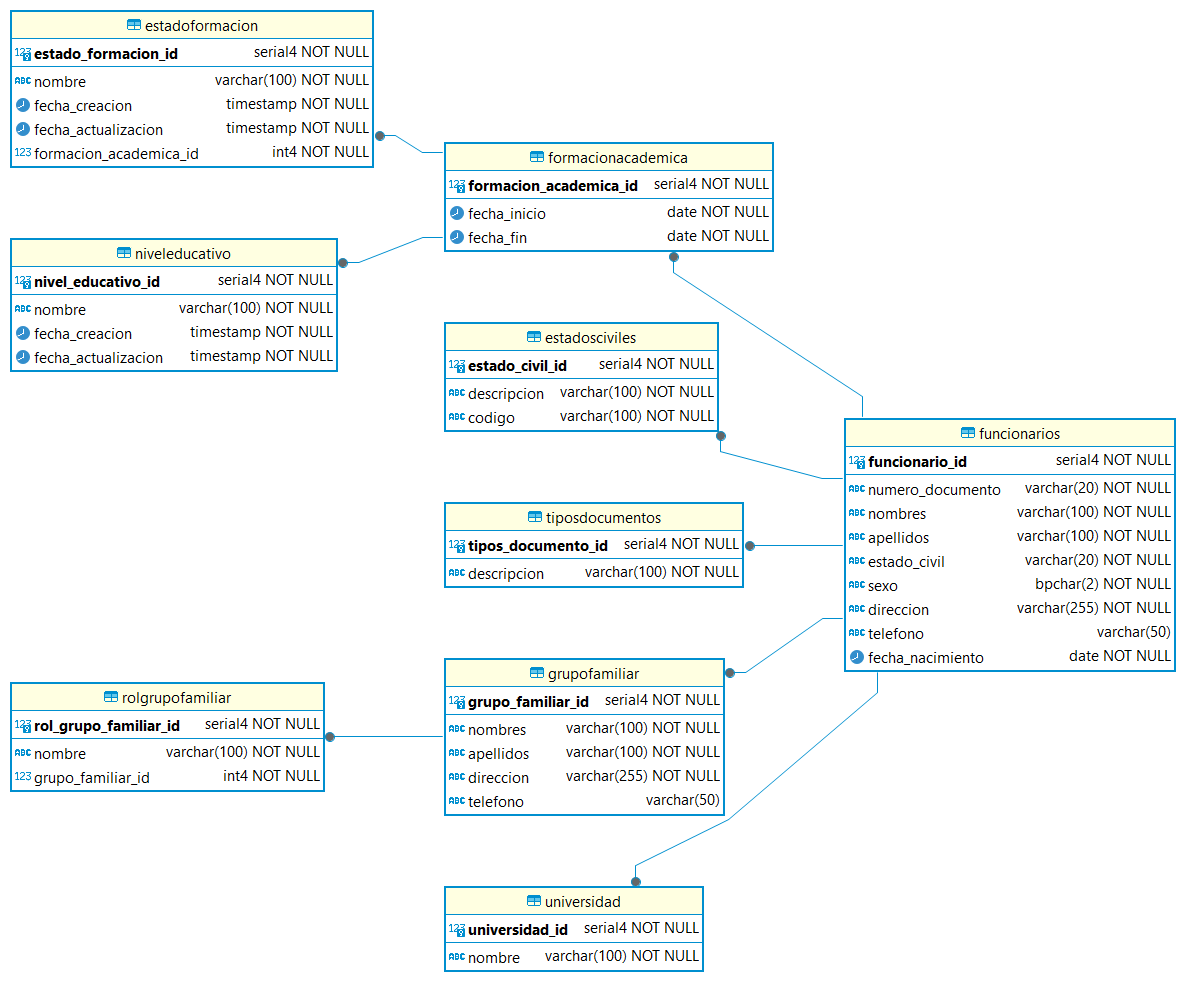 estadoformacion
estado_formacion_id serial4 NOT NULL
nombre varchar(100) NOT NULL
fecha_creacion timestamp NOT NULL
fecha_actualizacion timestamp NOT NULL
formacion_academica_id int4 NOT NULL
formacionacademica
formacion_academica_id serial4 NOT NULL
fecha_inicio date NOT NULL
fecha_fin date NOT NULL
niveleducativo
nivel_educativo_id serial4 NOT NULL
nombre varchar(100) NOT NULL
fecha_creacion timestamp NOT NULL
fecha_actualizacion timestamp NOT NULL
estadosciviles
estado_civil_id serial4 NOT NULL
descripcion varchar(100) NOT NULL
codigo varchar(100) NOT NULL
funcionarios
funcionario_id serial4 NOT NULL
numero_documento varchar(20) NOT NULL
nombres varchar(100) NOT NULL
apellidos varchar(100) NOT NULL
estado_civil varchar(20) NOT NULL
sexo bpchar(2) NOT NULL
direccion varchar(255) NOT NULL
telefono varchar(50)
fecha_nacimiento date NOT NULL
tiposdocumentos
tipos_documento_id serial4 NOT NULL
descripcion varchar(100) NOT NULL
grupofamiliar
grupo_familiar_id serial4 NOT NULL
nombres varchar(100) NOT NULL
apellidos varchar(100) NOT NULL
direccion varchar(255) NOT NULL
telefono varchar(50)
rolgrupofamiliar
rol_grupo_familiar_id serial4 NOT NULL
nombre varchar(100) NOT NULL
grupo_familiar_id int4 NOT NULL
universidad
universidad_id serial4 NOT NULL
nombre varchar(100) NOT NULL